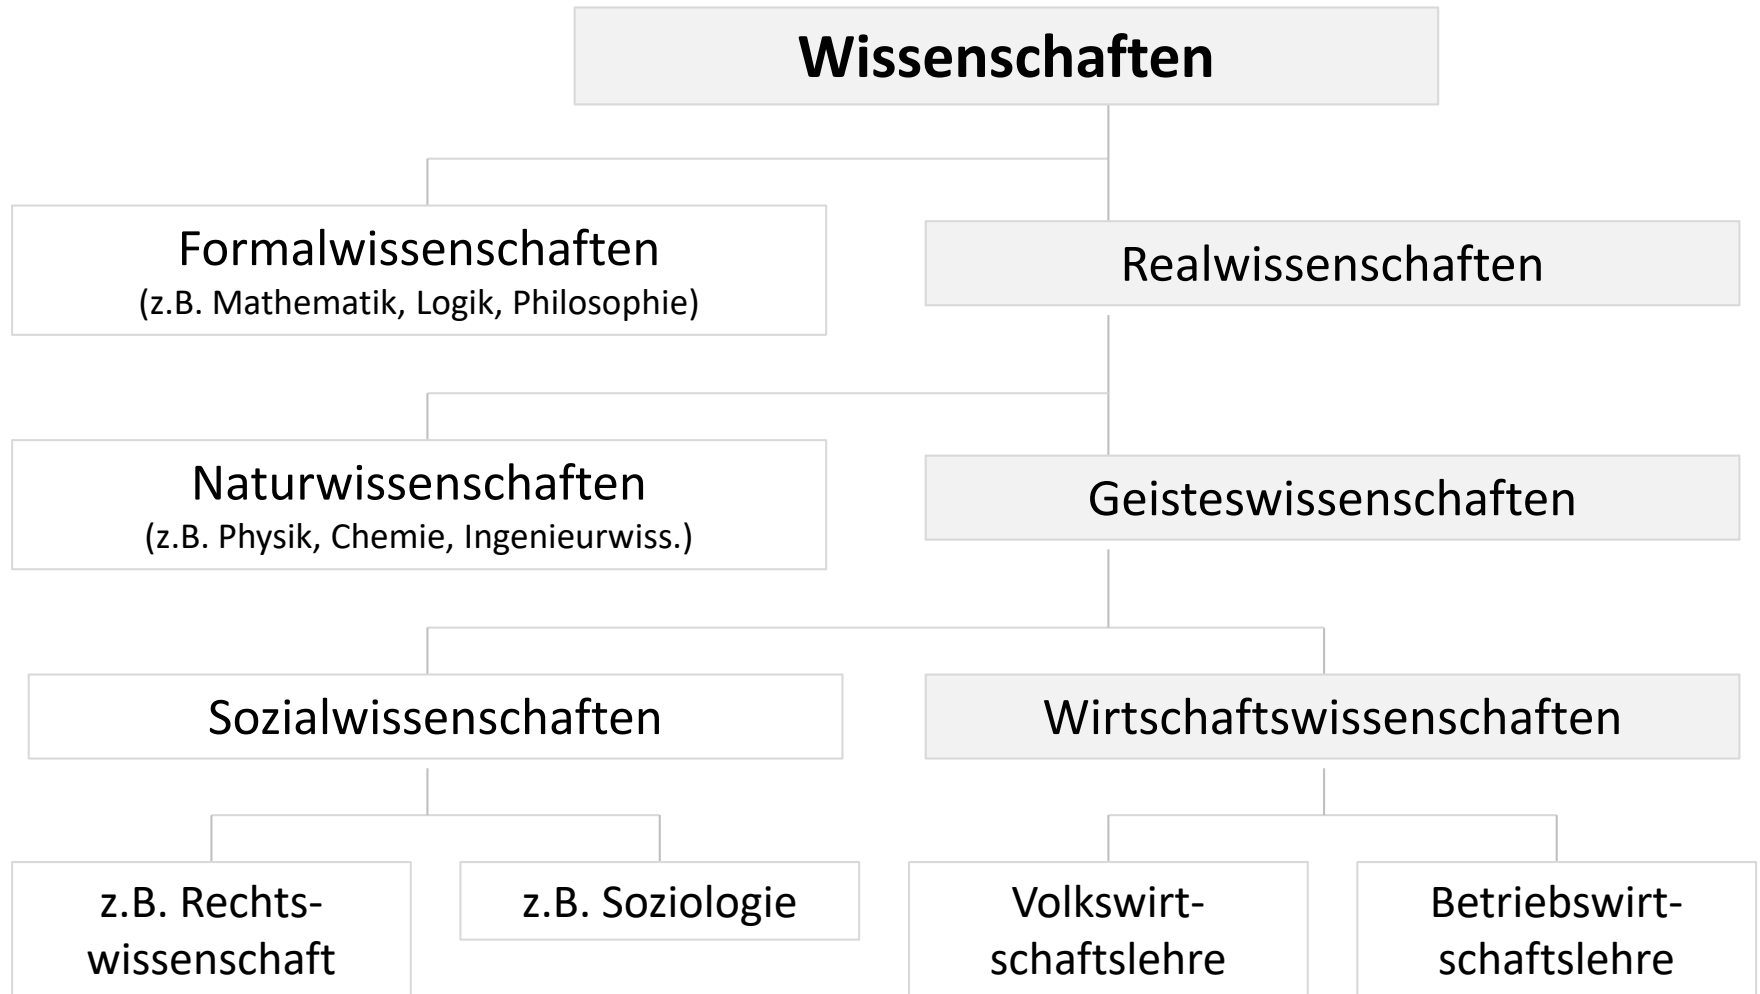 Wissenschaften
Formalwissenschaften
(z.B. Mathematik, Logik, Philosophie)
Realwissenschaften
Naturwissenschaften
(z.B. Physik, Chemie, Ingenieurwiss.)
Geisteswissenschaften
Sozialwissenschaften
Wirtschaftswissenschaften
z.B. Rechts-
wissenschaft
z.B. Soziologie
Volkswirt-
schaftslehre
Betriebswirt-
schaftslehre